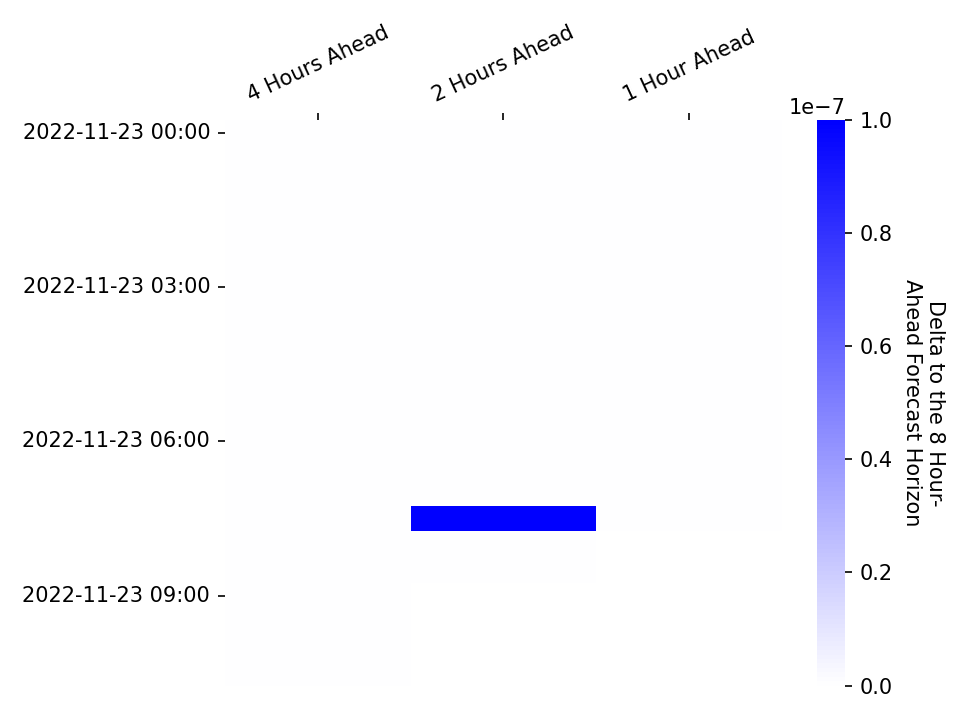 4 Hours Ahead
2 Hours Ahead
1 Hour Ahead
1e−7
2022-11-23 00:00
2022-11-23 03:00
2022-11-23 06:00
2022-11-23 09:00
1.0
0.8
0.6
0.4
0.2
0.0
Delta to the 8 Hour-
Ahead Forecast Horizon